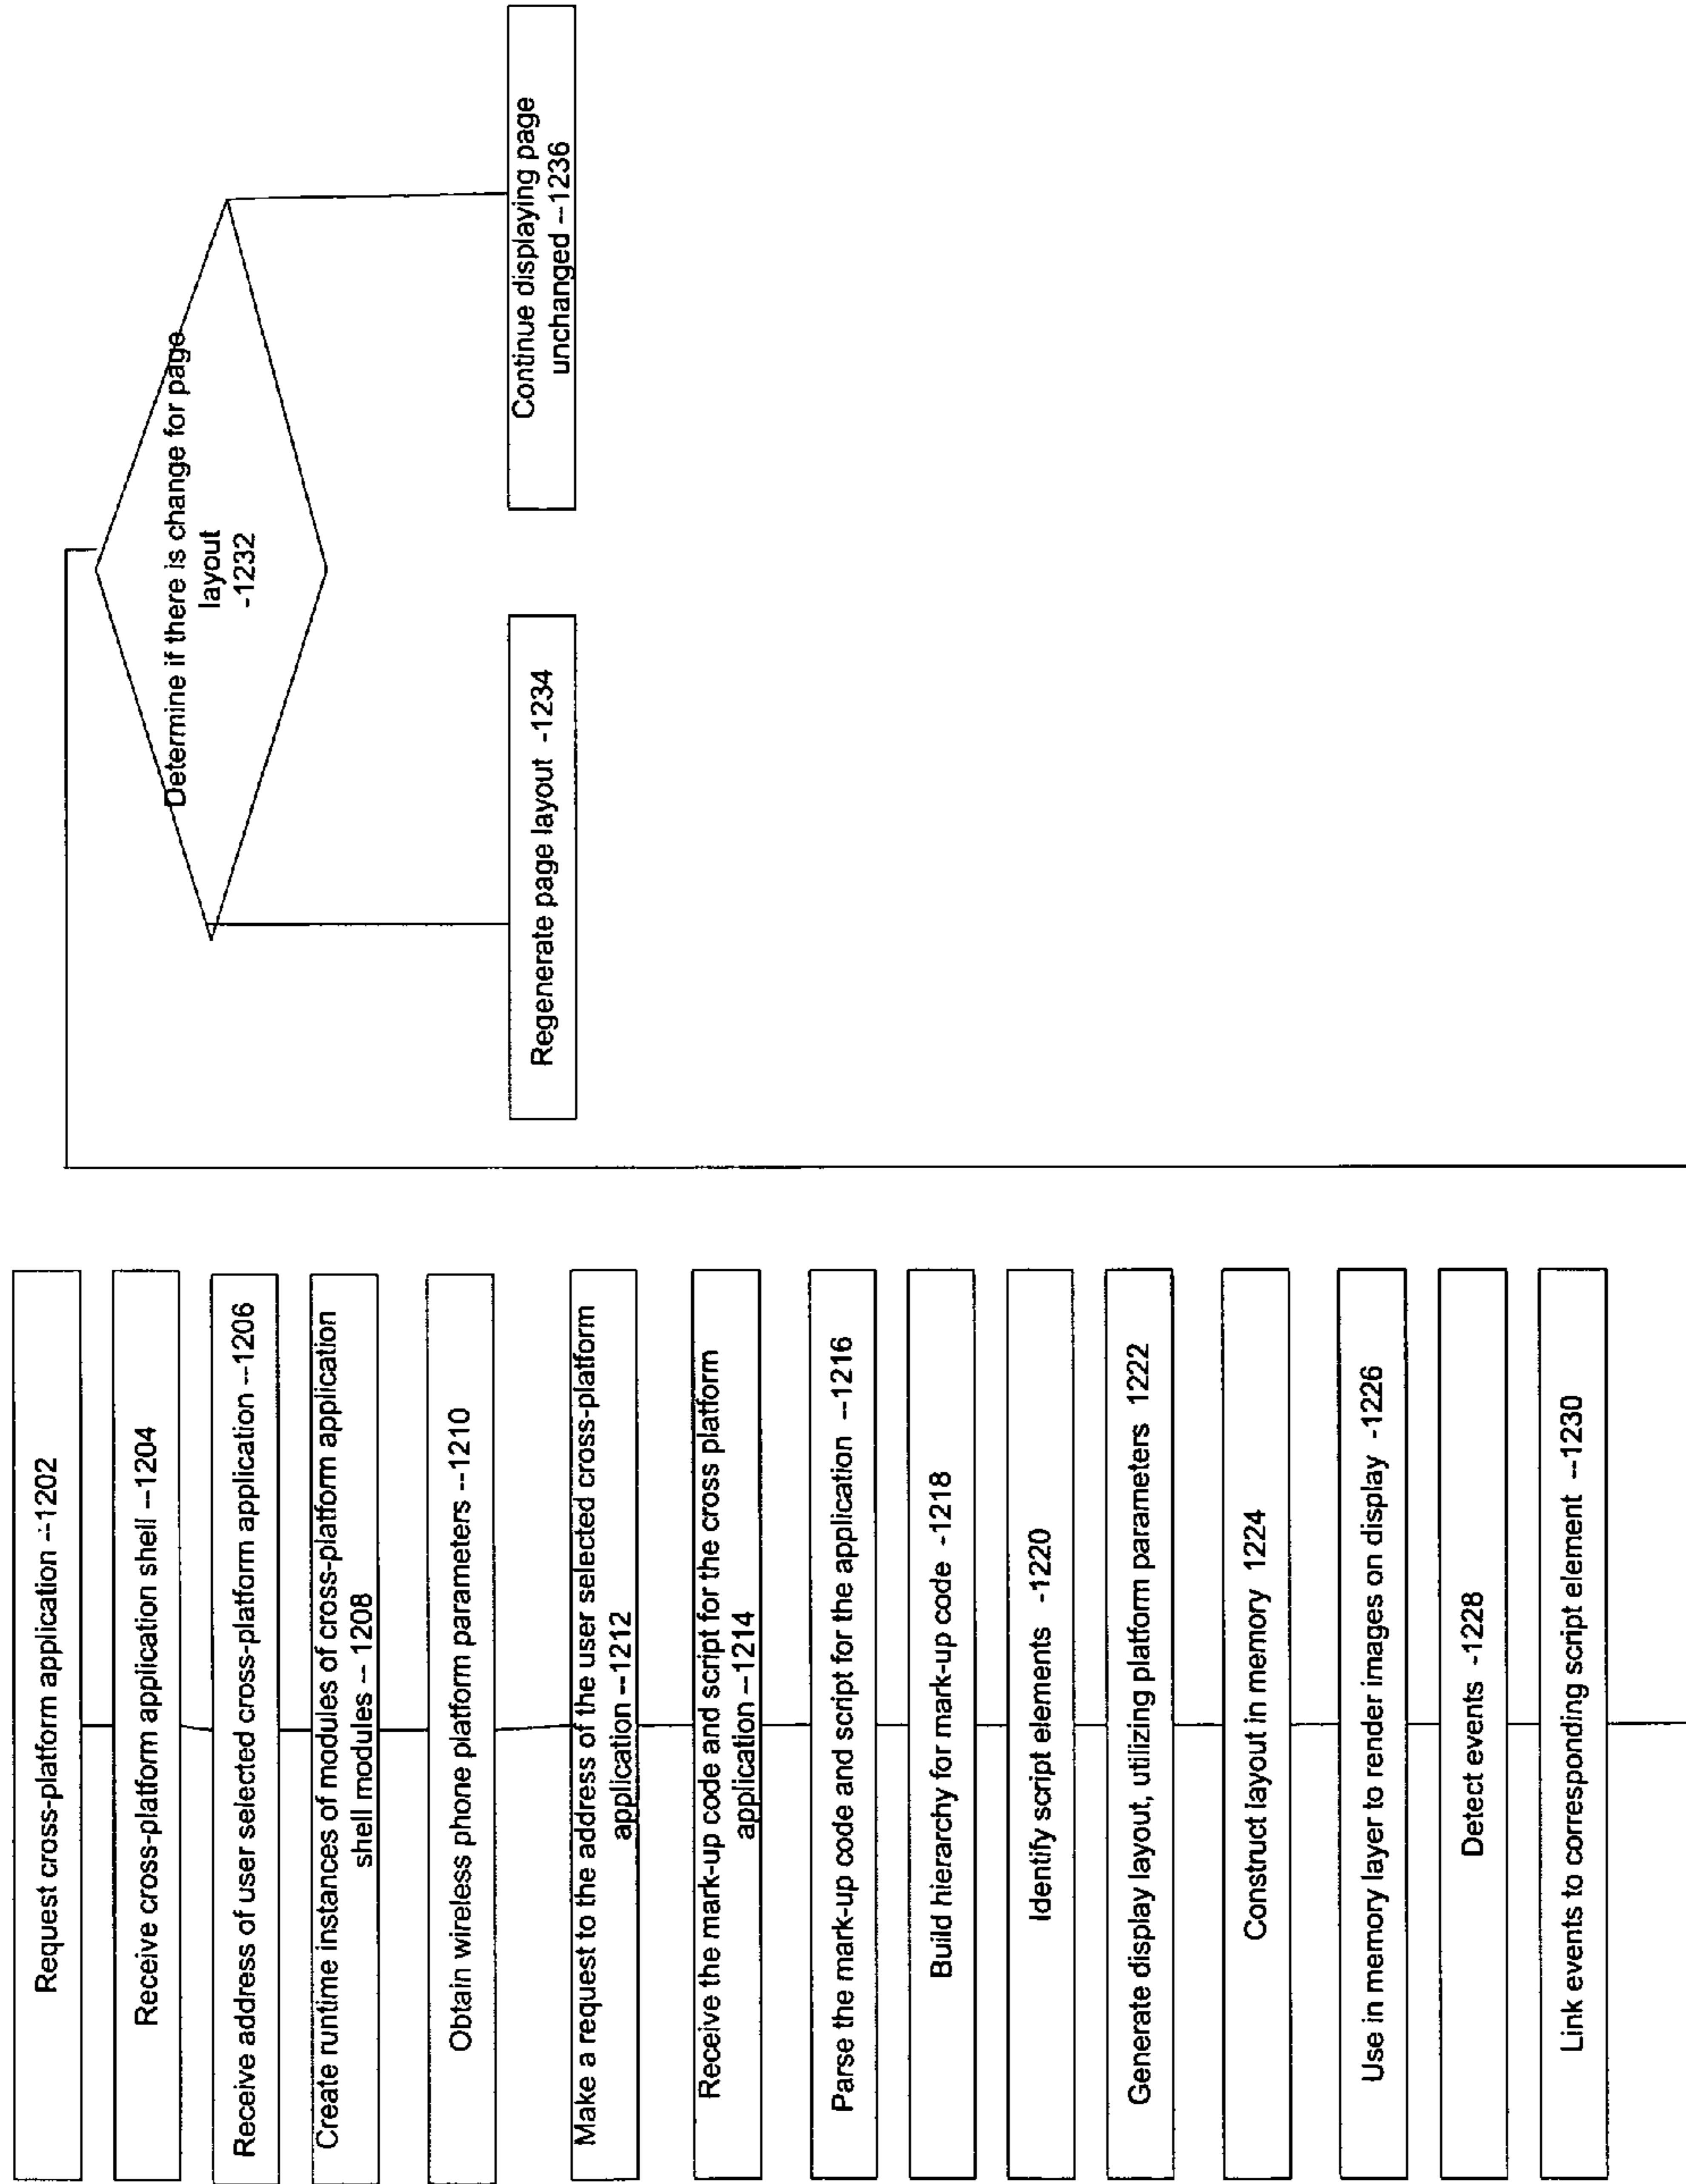 Request cross-platform application --1202
Receive cross-platform application shell --1204
Receive address of user selected cross-platform application --1206
Create runtime instances of modules of cross-platform application
shell modules -- 1208
Obtain wireless phone platform parameters --1210
Make a request to the address of the user selected cross-platform
application --1212
Receive the mark-up code and script for the cross platform
application --1214
Parse the mark-up code and script for the application --1216
Build hierarchy for mark-up code -1218
Identify script elements -1220
Generate display layout, utilizing platform parameters 1222
Construct layout in memory 1224
Use in memory layer to render images on display -1226
Detect events -1228
Link events to corresponding script element --1230
Determine if there is change for page
layout
-1232
Regenerate page layout -1234
Continue displaying page
unchanged --1236